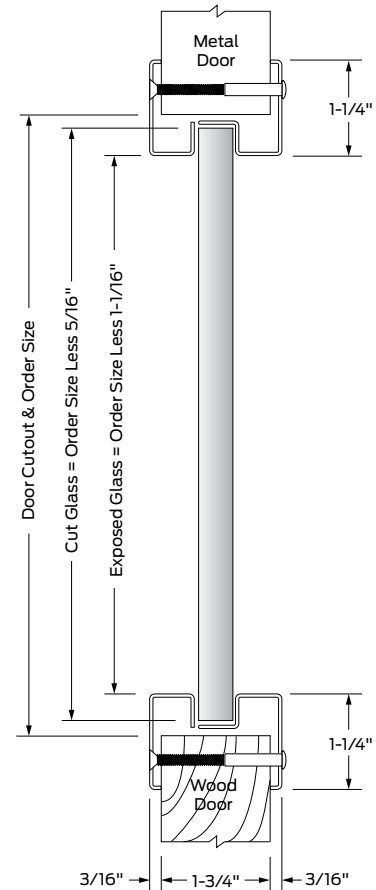 Metal
Door
1-1/4"
Door Cutout & Order Size
Cut Glass = Order Size Less 5/16"
Exposed Glass = Order Size Less 1-1/16"
1-1/4"
Wood
Door
3/16"
1-3/4"
3/16"